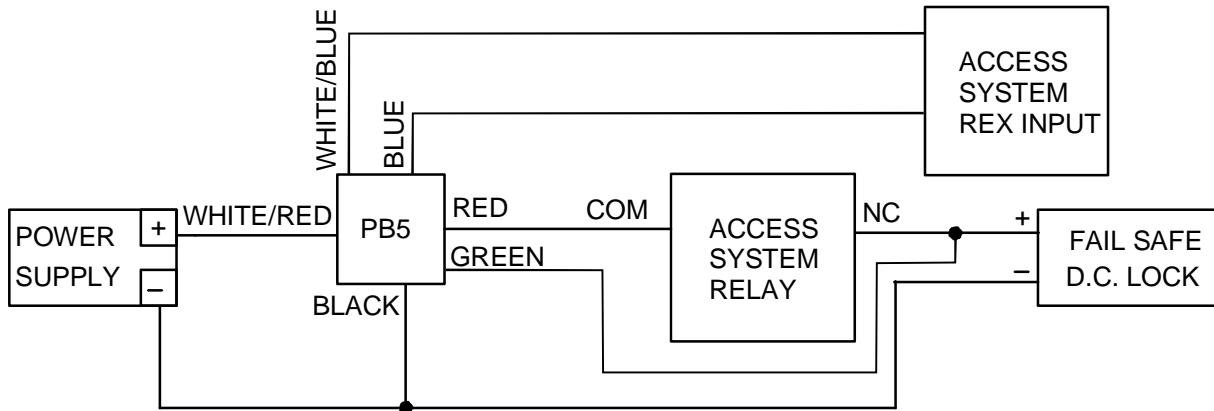 WHITE/BLUE
BLUE
ACCESS
SYSTEM
REX INPUT
POWER
SUPPLY
+
–
WHITE/RED
PB5
RED
GREEN
BLACK
COM
ACCESS
SYSTEM
RELAY
NC
+
–
FAIL SAFE
D.C. LOCK